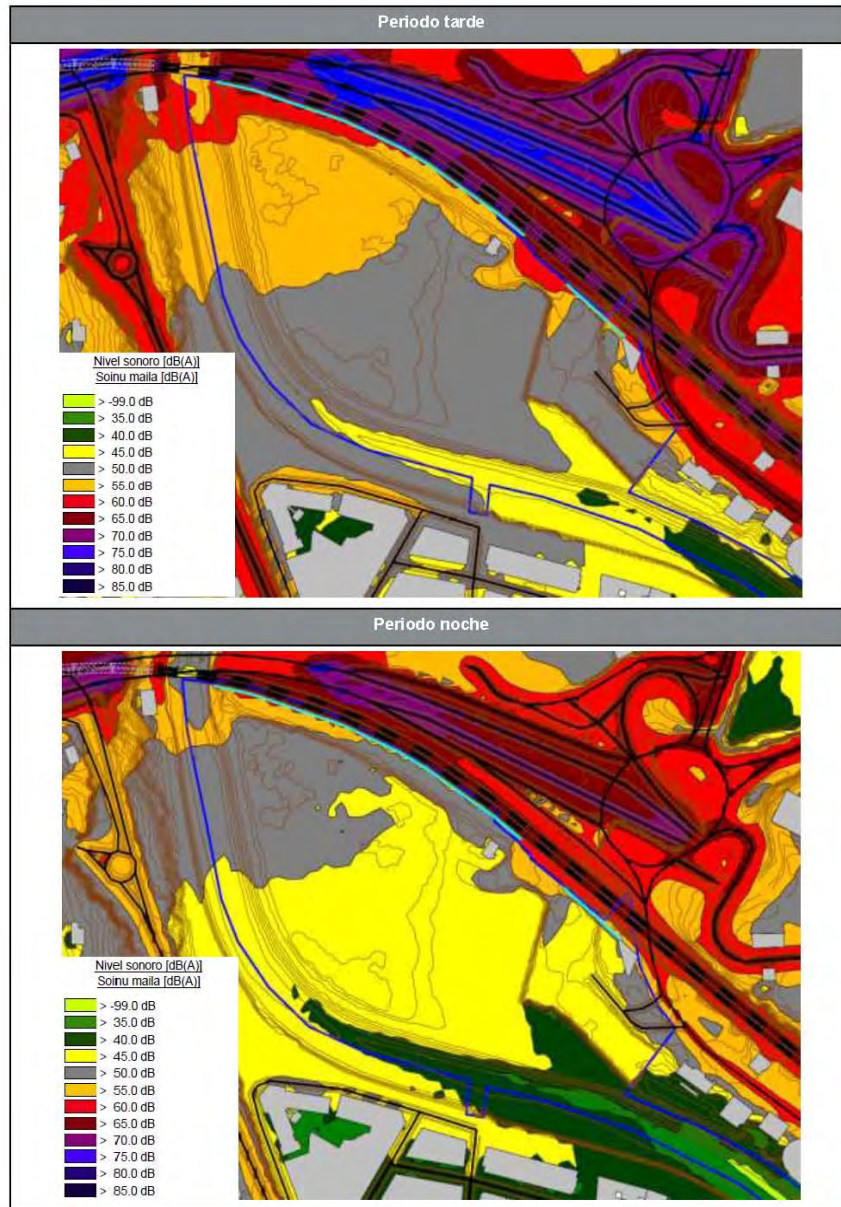 Periodo tarde
Nivel sonoro [dB(A)]
Soinu maila [dB(A)]
> -99.0 dB
> 35.0 dB
> 40.0 dB
> 45.0 dB
> 50.0 dB
> 55.0 dB
> 60.0 dB
> 65.0 dB
> 70.0 dB
> 75.0 dB
> 80.0 dB
> 85.0 dB
Periodo noche
Nivel sonoro [dB(A)]
Soinu maila [dB(A)]
> -99.0 dB
> 35.0 dB
> 40.0 dB
> 45.0 dB
> 50.0 dB
> 55.0 dB
> 60.0 dB
> 65.0 dB
> 70.0 dB
> 75.0 dB
> 80.0 dB
> 85.0 dB